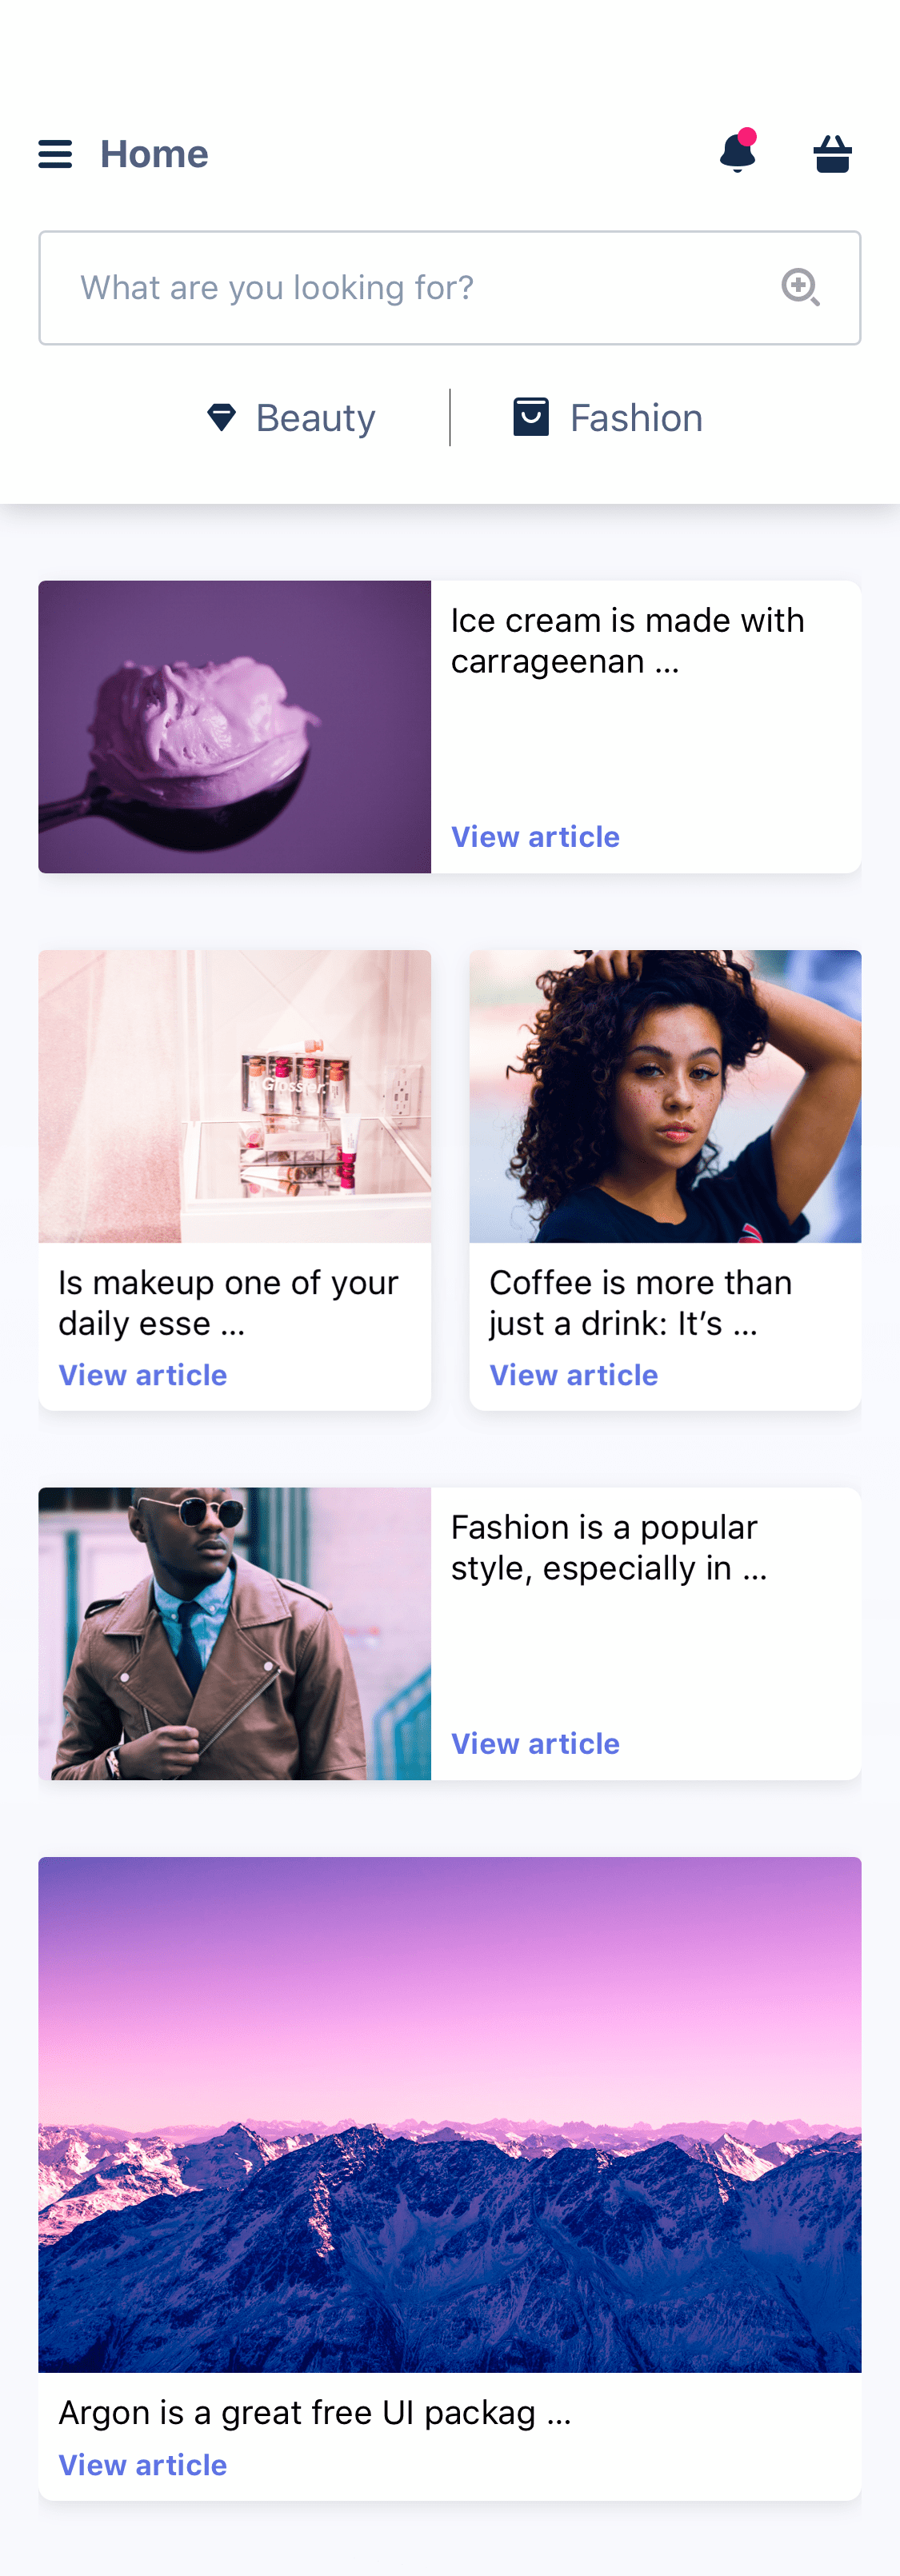 Home
What are you looking for?
Beauty
Fashion
Ice cream is made with
carrageenan ...
View article
Glossier.
Is makeup one of your
daily esse ...
View article
Coffee is more than
just a drink: It’s ...
View article
Fashion is a popular
style, especially in ...
View article
Argon is a great free UI packag ...
View article